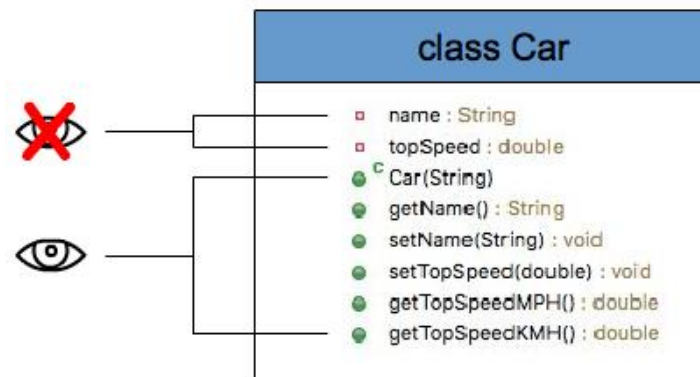 class Car
name : String
topSpeed : double
C Car(String)
getName() : String
setName(String) : void
setTopSpeed(double) : void
getTopSpeedMPH() : double
getTopSpeedKMH() : double